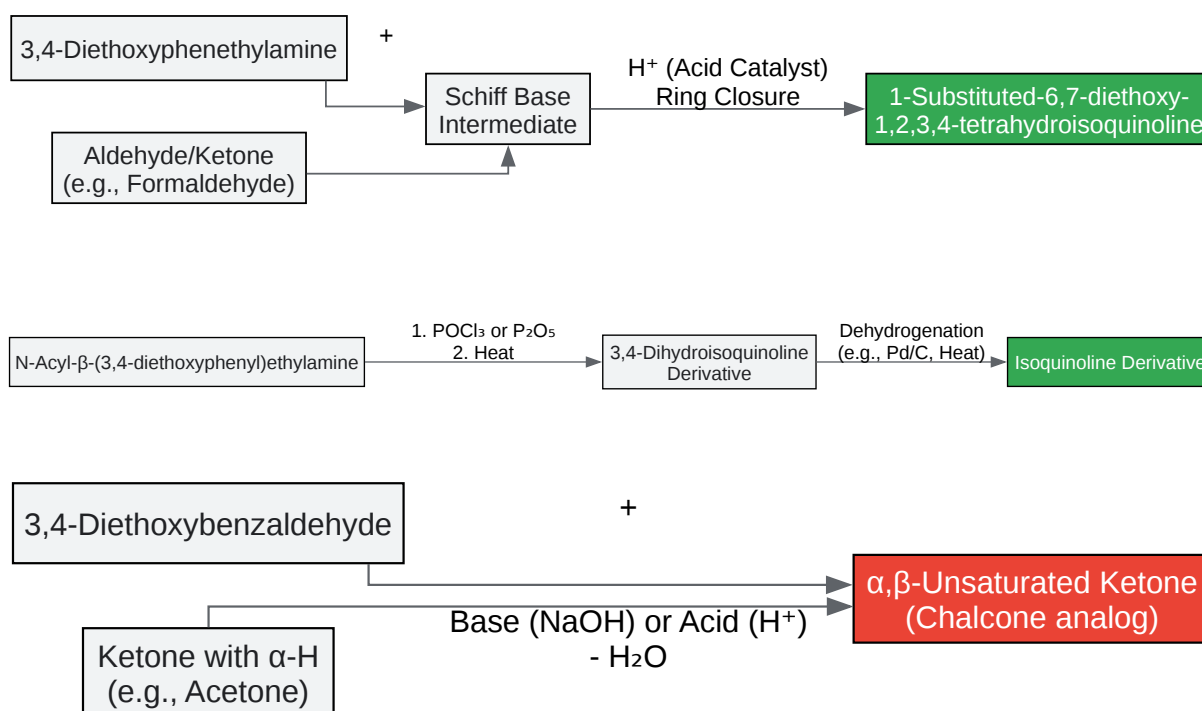 3,4-Diethoxyphenethylamine
+
Aldehyde/Ketone
(e.g., Formaldehyde)
Schiff Base
Intermediate
H⁺ (Acid Catalyst)
Ring Closure
1-Substituted-6,7-diethoxy-
1,2,3,4-tetrahydroisoquinoline
N-Acyl-β-(3,4-diethoxyphenyl)ethylamine
1. POCl₃ or P₂O₅
2. Heat
3,4-Dihydroisoquinoline
Derivative
Dehydrogenation
(e.g., Pd/C, Heat)
Isoquinoline Derivative
3,4-Diethoxybenzaldehyde
+
Ketone with α-H
(e.g., Acetone)
Base (NaOH) or Acid (H⁺)
- H₂O
α,β-Unsaturated Ketone
(Chalcone analog)